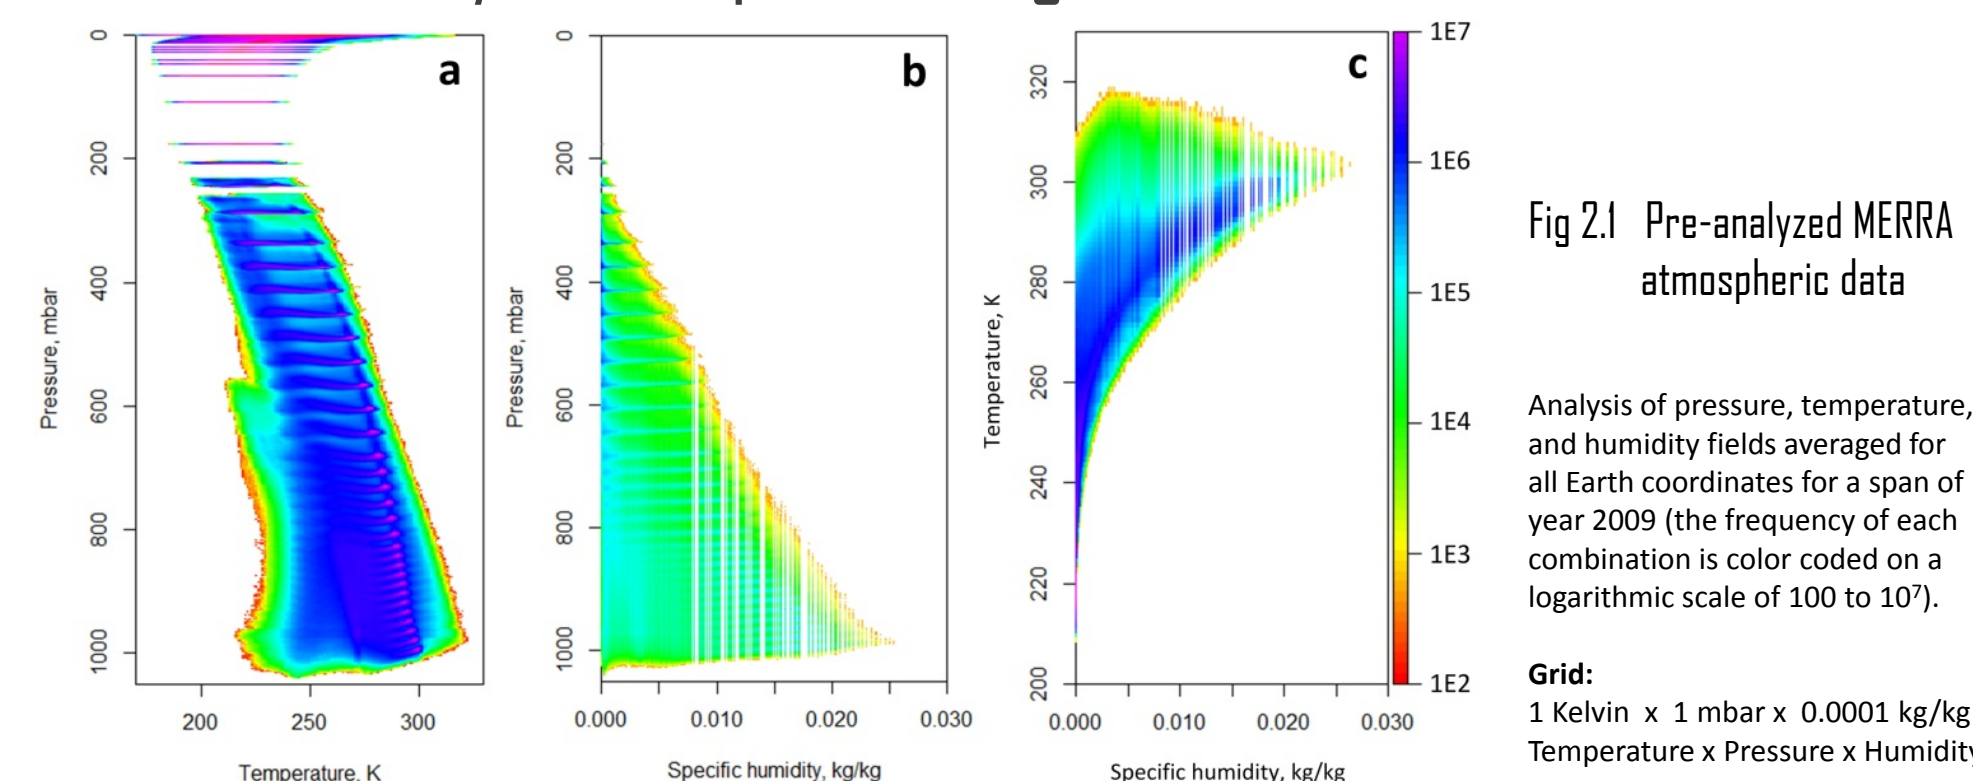 a
b
c
0
200
400
600
800
1000
Pressure, mbar
200
250
300
Temperature, K
0
200
400
600
800
1000
Pressure, mbar
0.000
0.010
0.020
0.030
Specific humidity, kg/kg
200
220
240
260
280
300
320
Temperature, K
0.000
0.010
0.020
0.030
Specific humidity, kg/kg
1E7
1E6
1E5
1E4
1E3
1E2
Fig 2.1 Pre-analyzed MERRA
atmospheric data
Analysis of pressure, temperature,
and humidity fields averaged for
all Earth coordinates for a span of
year 2009 (the frequency of each
combination is color coded on a
logarithmic scale of 100 to 10⁷).
Grid:
1 Kelvin x 1 mbar x 0.0001 kg/kg
Temperature x Pressure x Humidity